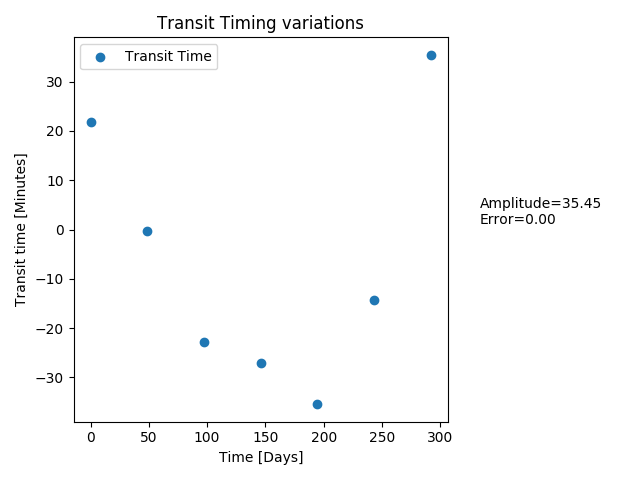 Transit Timing variations
Transit Time
30
20
10
0
−10
−20
−30
Transit time [Minutes]
0
50
100
150
200
250
300
Time [Days]
Amplitude=35.45
Error=0.00